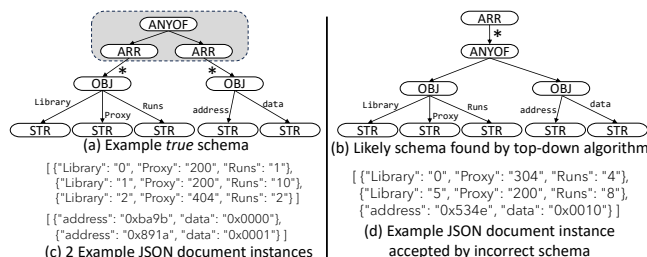 ANYOF
ARR ARR
* *
OBJ OBJ
Library Proxy Runs address data
STR STR STR STR STR
(a) Example true schema
[ {"Library": "0", "Proxy": "200", "Runs": "1"},
{"Library": "1", "Proxy": "200", "Runs": "10"},
{"Library": "2", "Proxy": "404", "Runs": "2"} ]
[ {"address": "0xba9b", "data": "0x0000"},
{"address": "0x891a", "data": "0x0001"} ]
(c) 2 Example JSON document instances
ARR
*
ANYOF
OBJ OBJ
Library Proxy Runs address data
STR STR STR STR STR
(b) Likely schema found by top-down algorithm
[ {"Library": "0", "Proxy": "304", "Runs": "4"},
{"Library": "5", "Proxy": "200", "Runs": "8"},
{"address": "0x534e", "data": "0x0010"} ]
(d) Example JSON document instance
accepted by incorrect schema